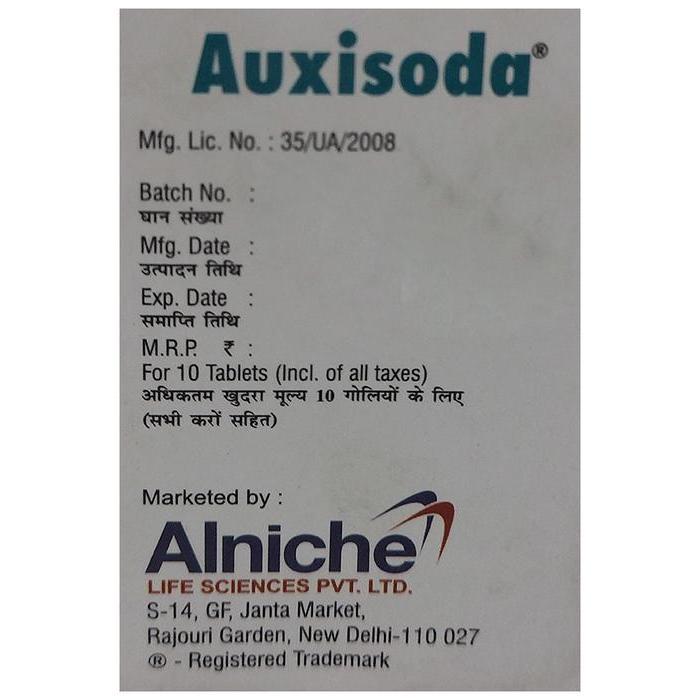 Auxisoda®
Mfg. Lic. No. : 35/UA/2008
Batch No. :
घान संख्या
Mfg. Date :
उत्पादन तिथि
Exp. Date :
समाप्ति तिथि
M.R.P. ₹ :
For 10 Tablets (Incl. of all taxes)
अधिकतम खुदरा मूल्य 10 गोलियों के लिए
(सभी करों सहित)
Marketed by :
Alniche
LIFE SCIENCES PVT. LTD.
S-14, GF, Janta Market,
Rajouri Garden, New Delhi-110 027
® - Registered Trademark